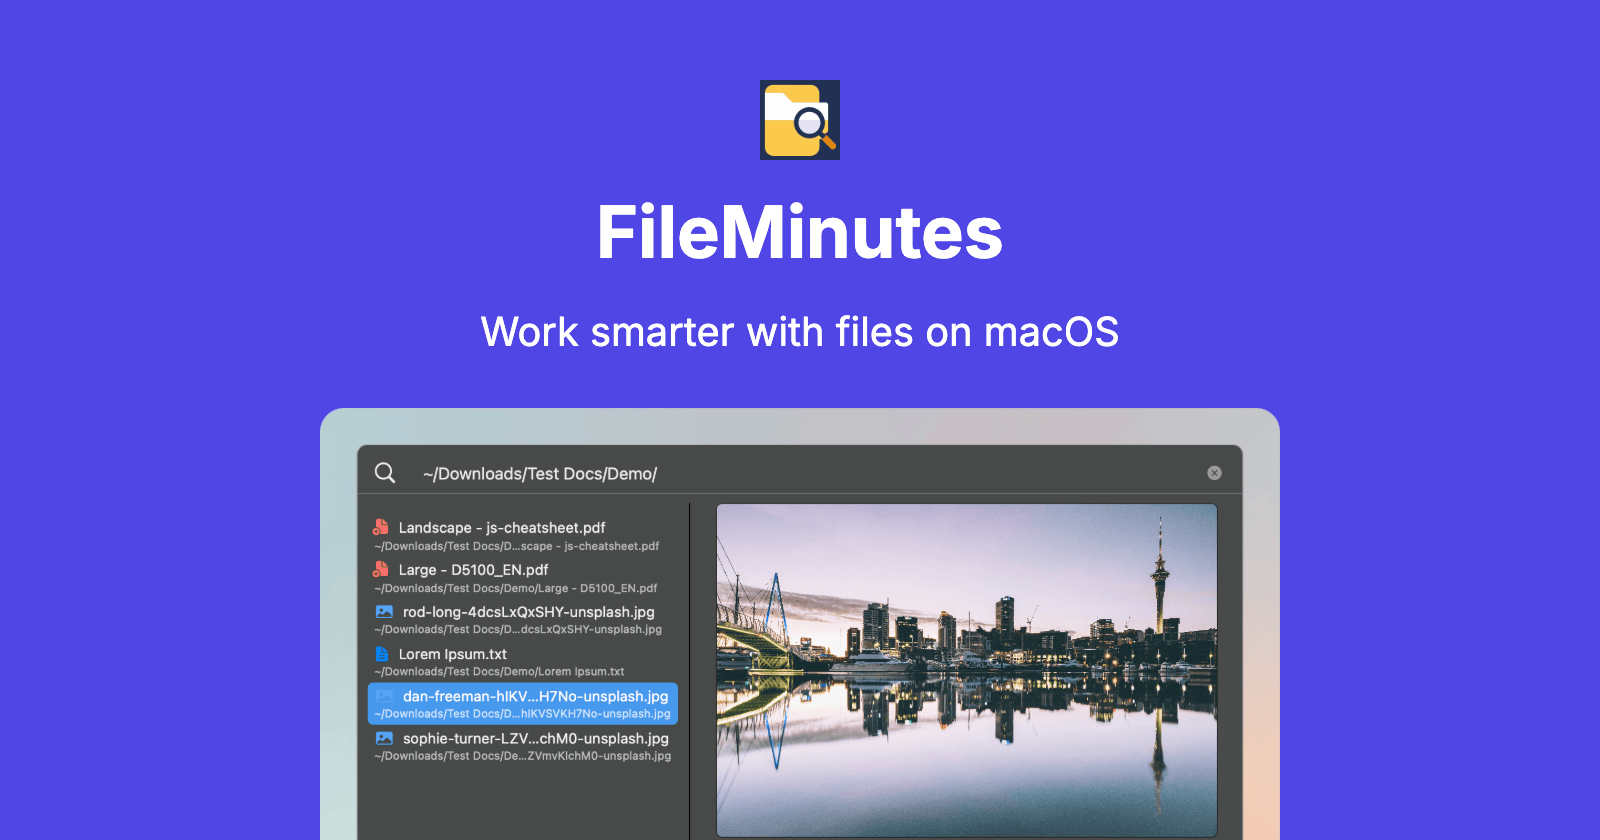 FileMinutes
Work smarter with files on macOS
~/Downloads/Test Docs/Demo/
Landscape - js-cheatsheet.pdf
~/Downloads/Test Docs/D...scape - js-cheatsheet.pdf
Large - D5100_EN.pdf
~/Downloads/Test Docs/Demo/Large - D5100_EN.pdf
rod-long-4dcsLxQxSHY-unsplash.jpg
~/Downloads/Test Docs/D...dcsLxQxSHY-unsplash.jpg
Lorem Ipsum.txt
~/Downloads/Test Docs/Demo/Lorem Ipsum.txt
dan-freeman-hIKV...H7No-unsplash.jpg
~/Downloads/Test Docs/D...hIKVSVKH7No-unsplash.jpg
sophie-turner-LZV...chM0-unsplash.jpg
~/Downloads/Test Docs/De...ZVmvKlchM0-unsplash.jpg